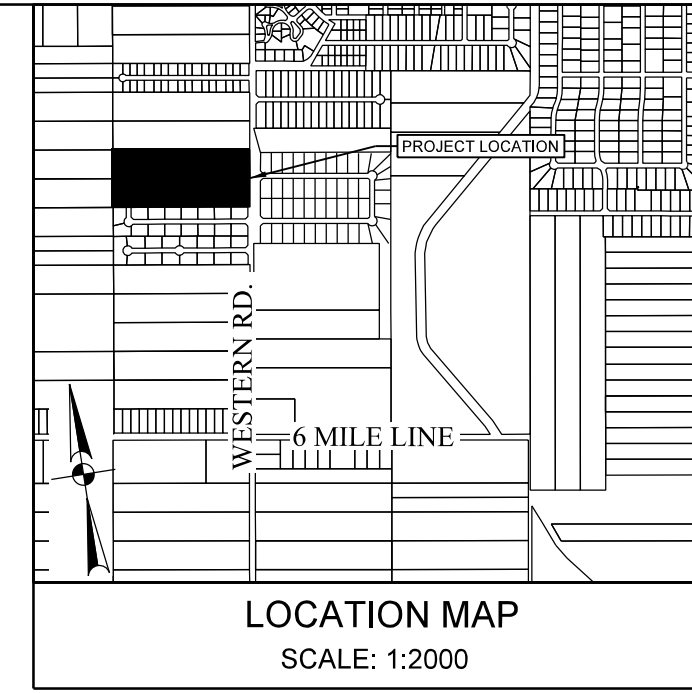 PROJECT LOCATION
WESTERN RD.
6 MILE LINE
LOCATION MAP
SCALE: 1:2000